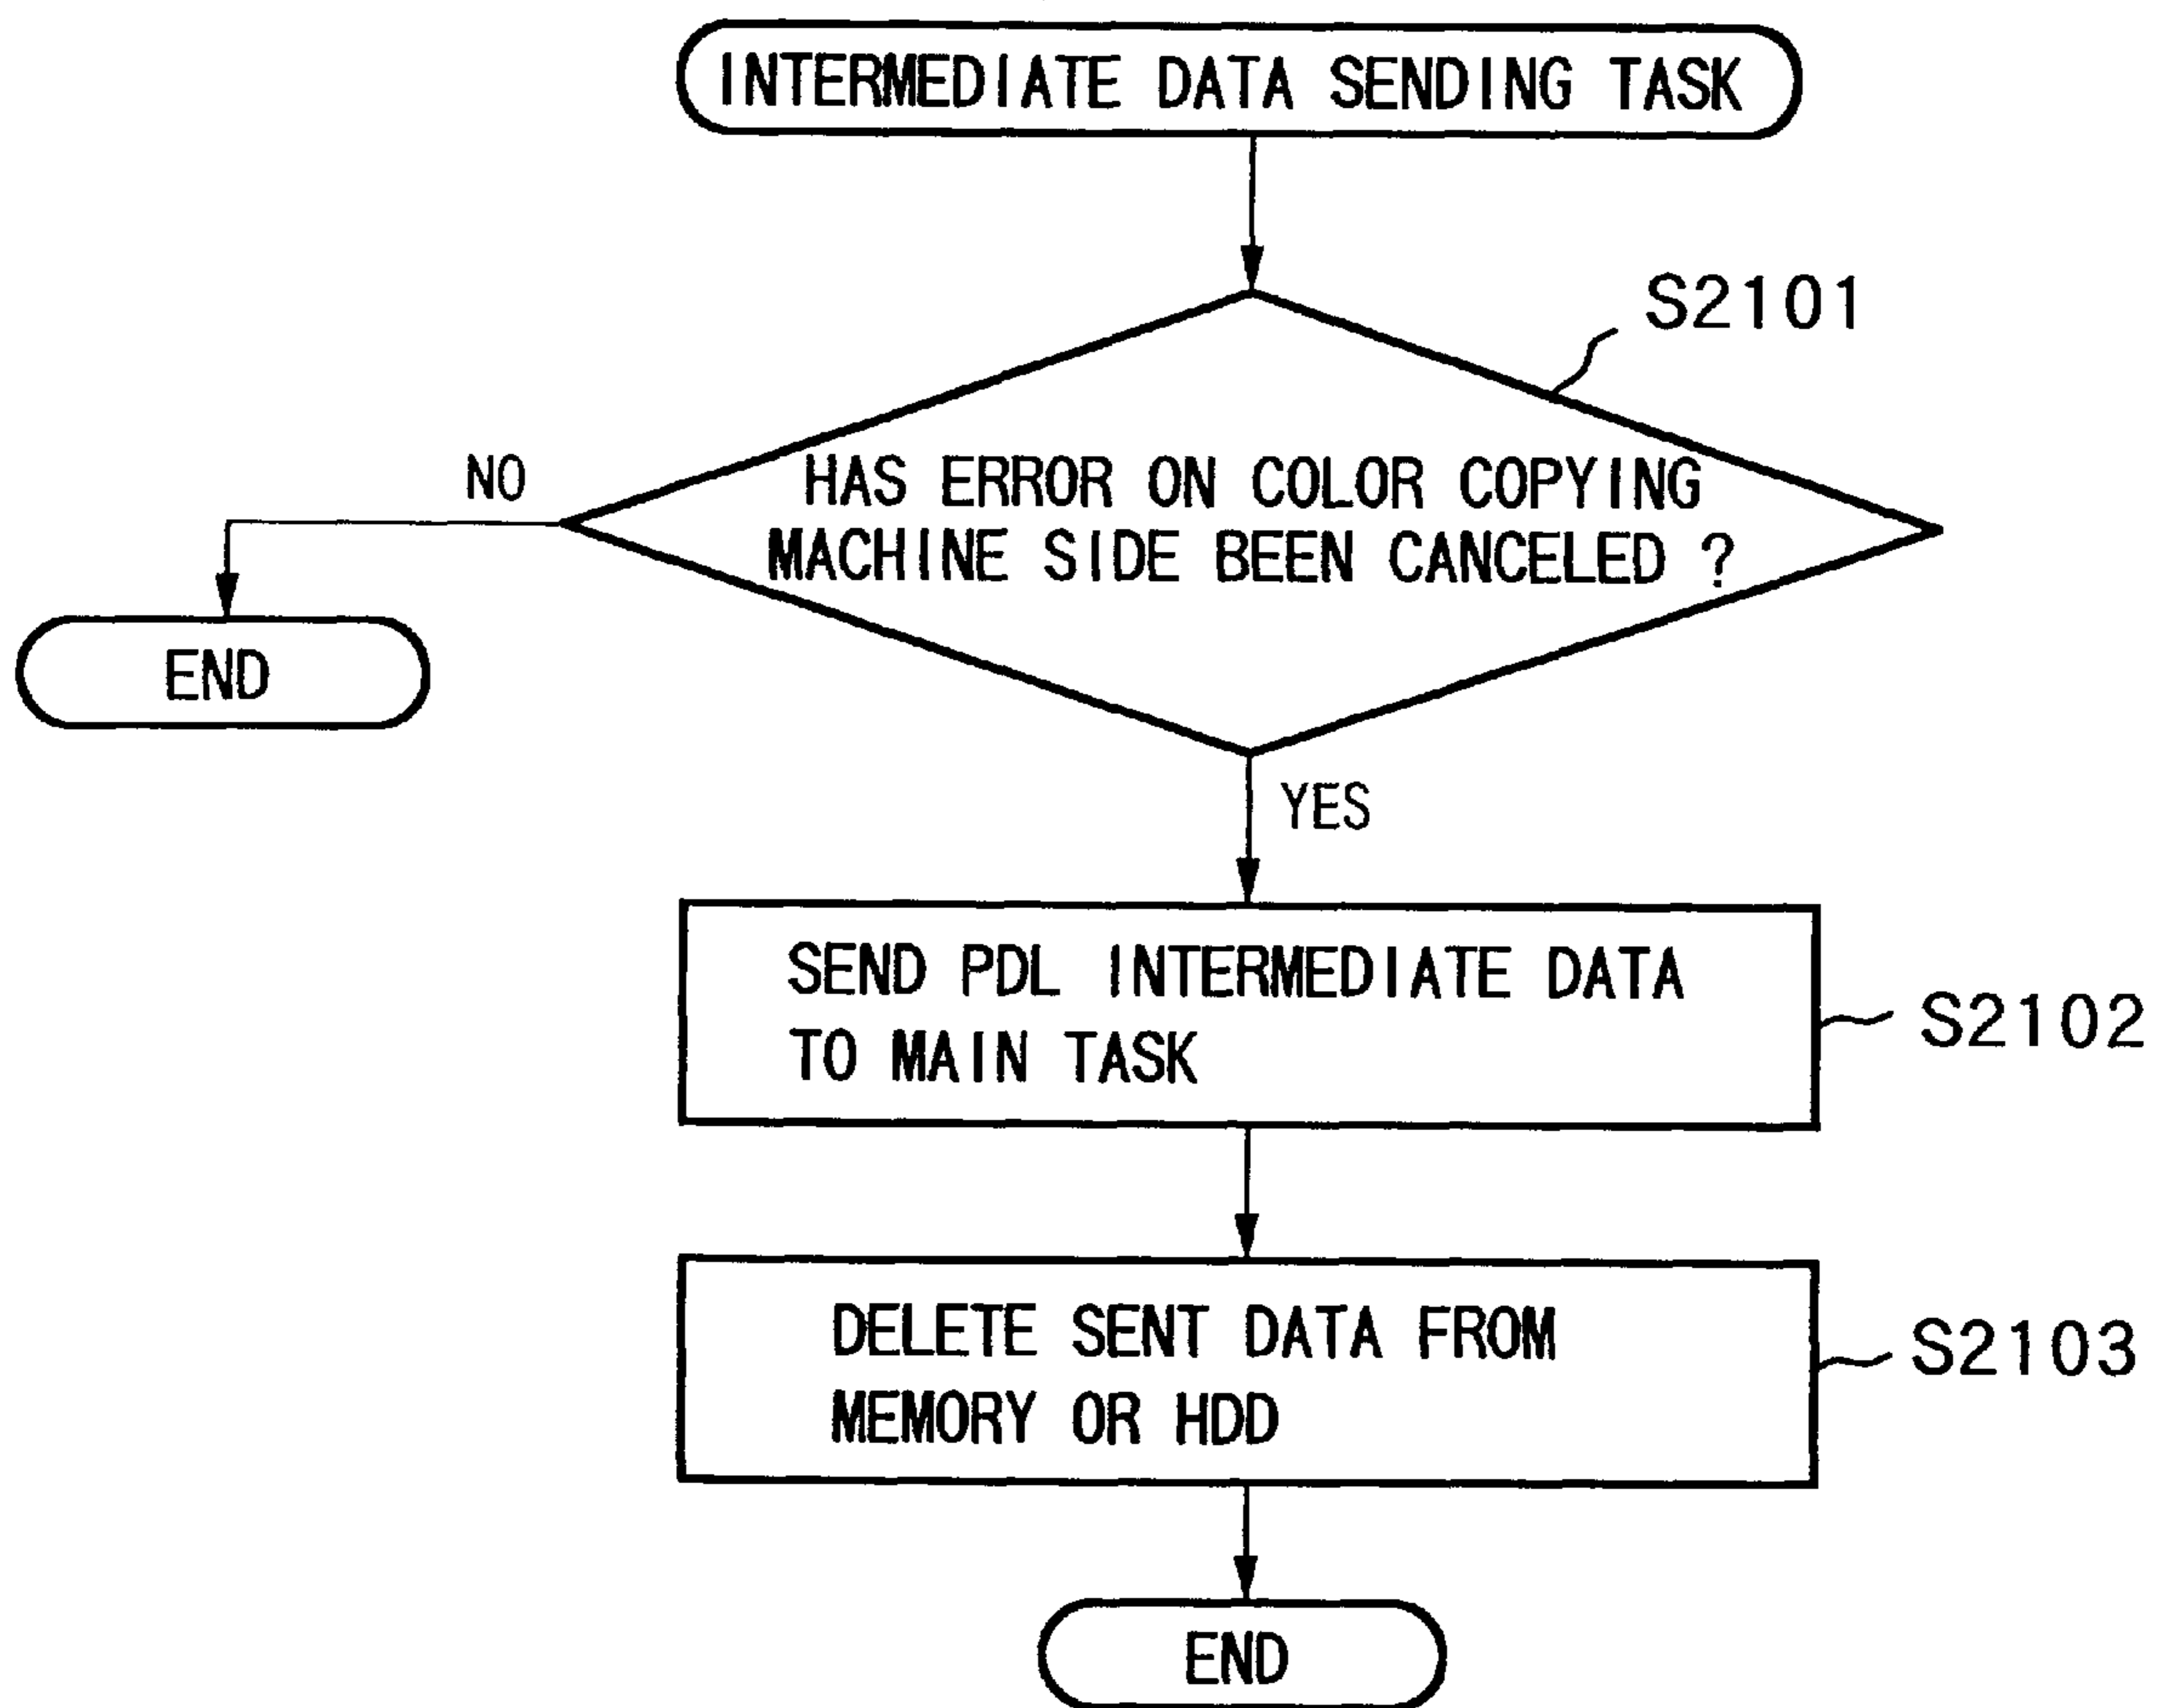 INTERMEDIATE DATA SENDING TASK
S2101
HAS ERROR ON COLOR COPYING
MACHINE SIDE BEEN CANCELED ?
NO
END
YES
SEND PDL INTERMEDIATE DATA
TO MAIN TASK
S2102
DELETE SENT DATA FROM
MEMORY OR HDD
S2103
END